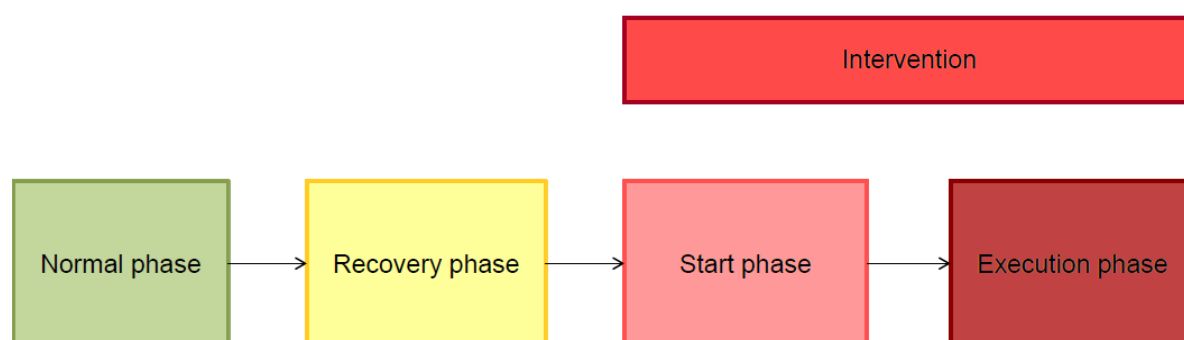 Intervention
Normal phase
Recovery phase
Start phase
Execution phase